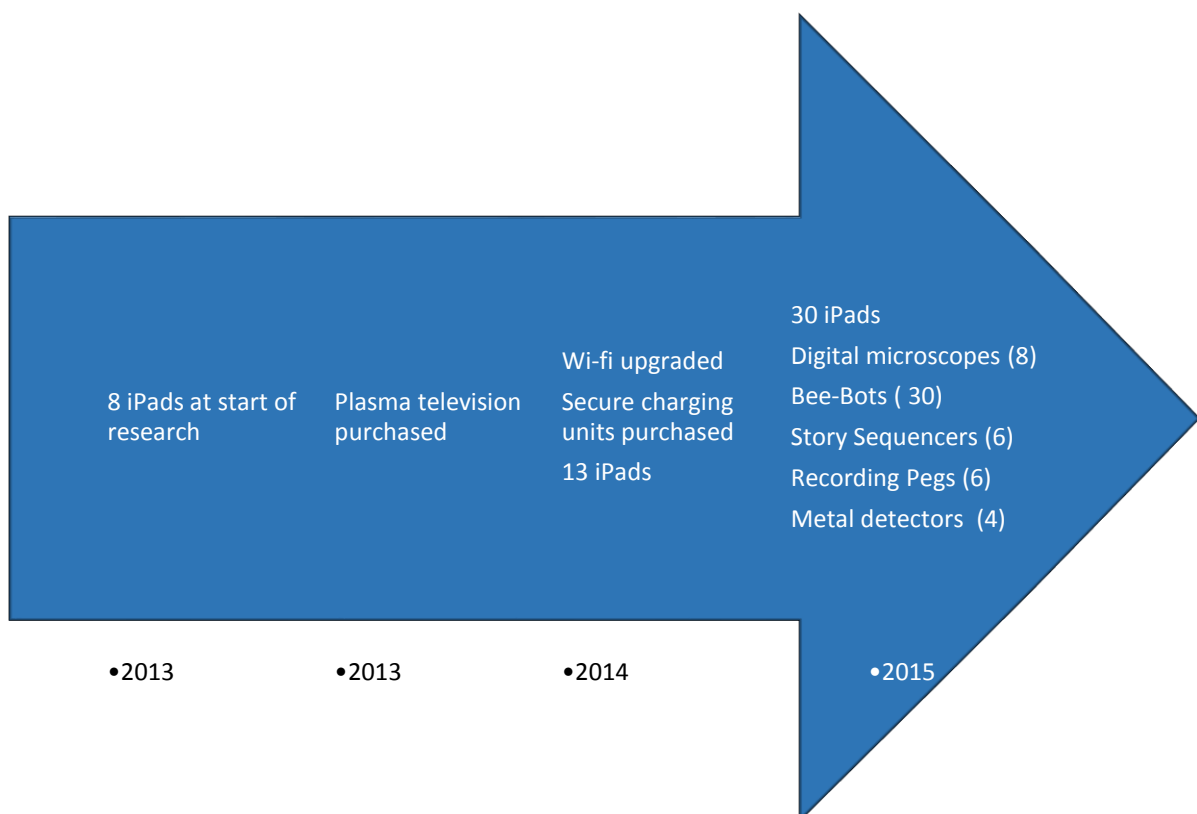 8 iPads at start of
research
Plasma television
purchased
Wi-fi upgraded
Secure charging
units purchased
13 iPads
30 iPads
Digital microscopes (8)
Bee-Bots ( 30)
Story Sequencers (6)
Recording Pegs (6)
Metal detectors  (4)
•2013
•2013
•2014
•2015